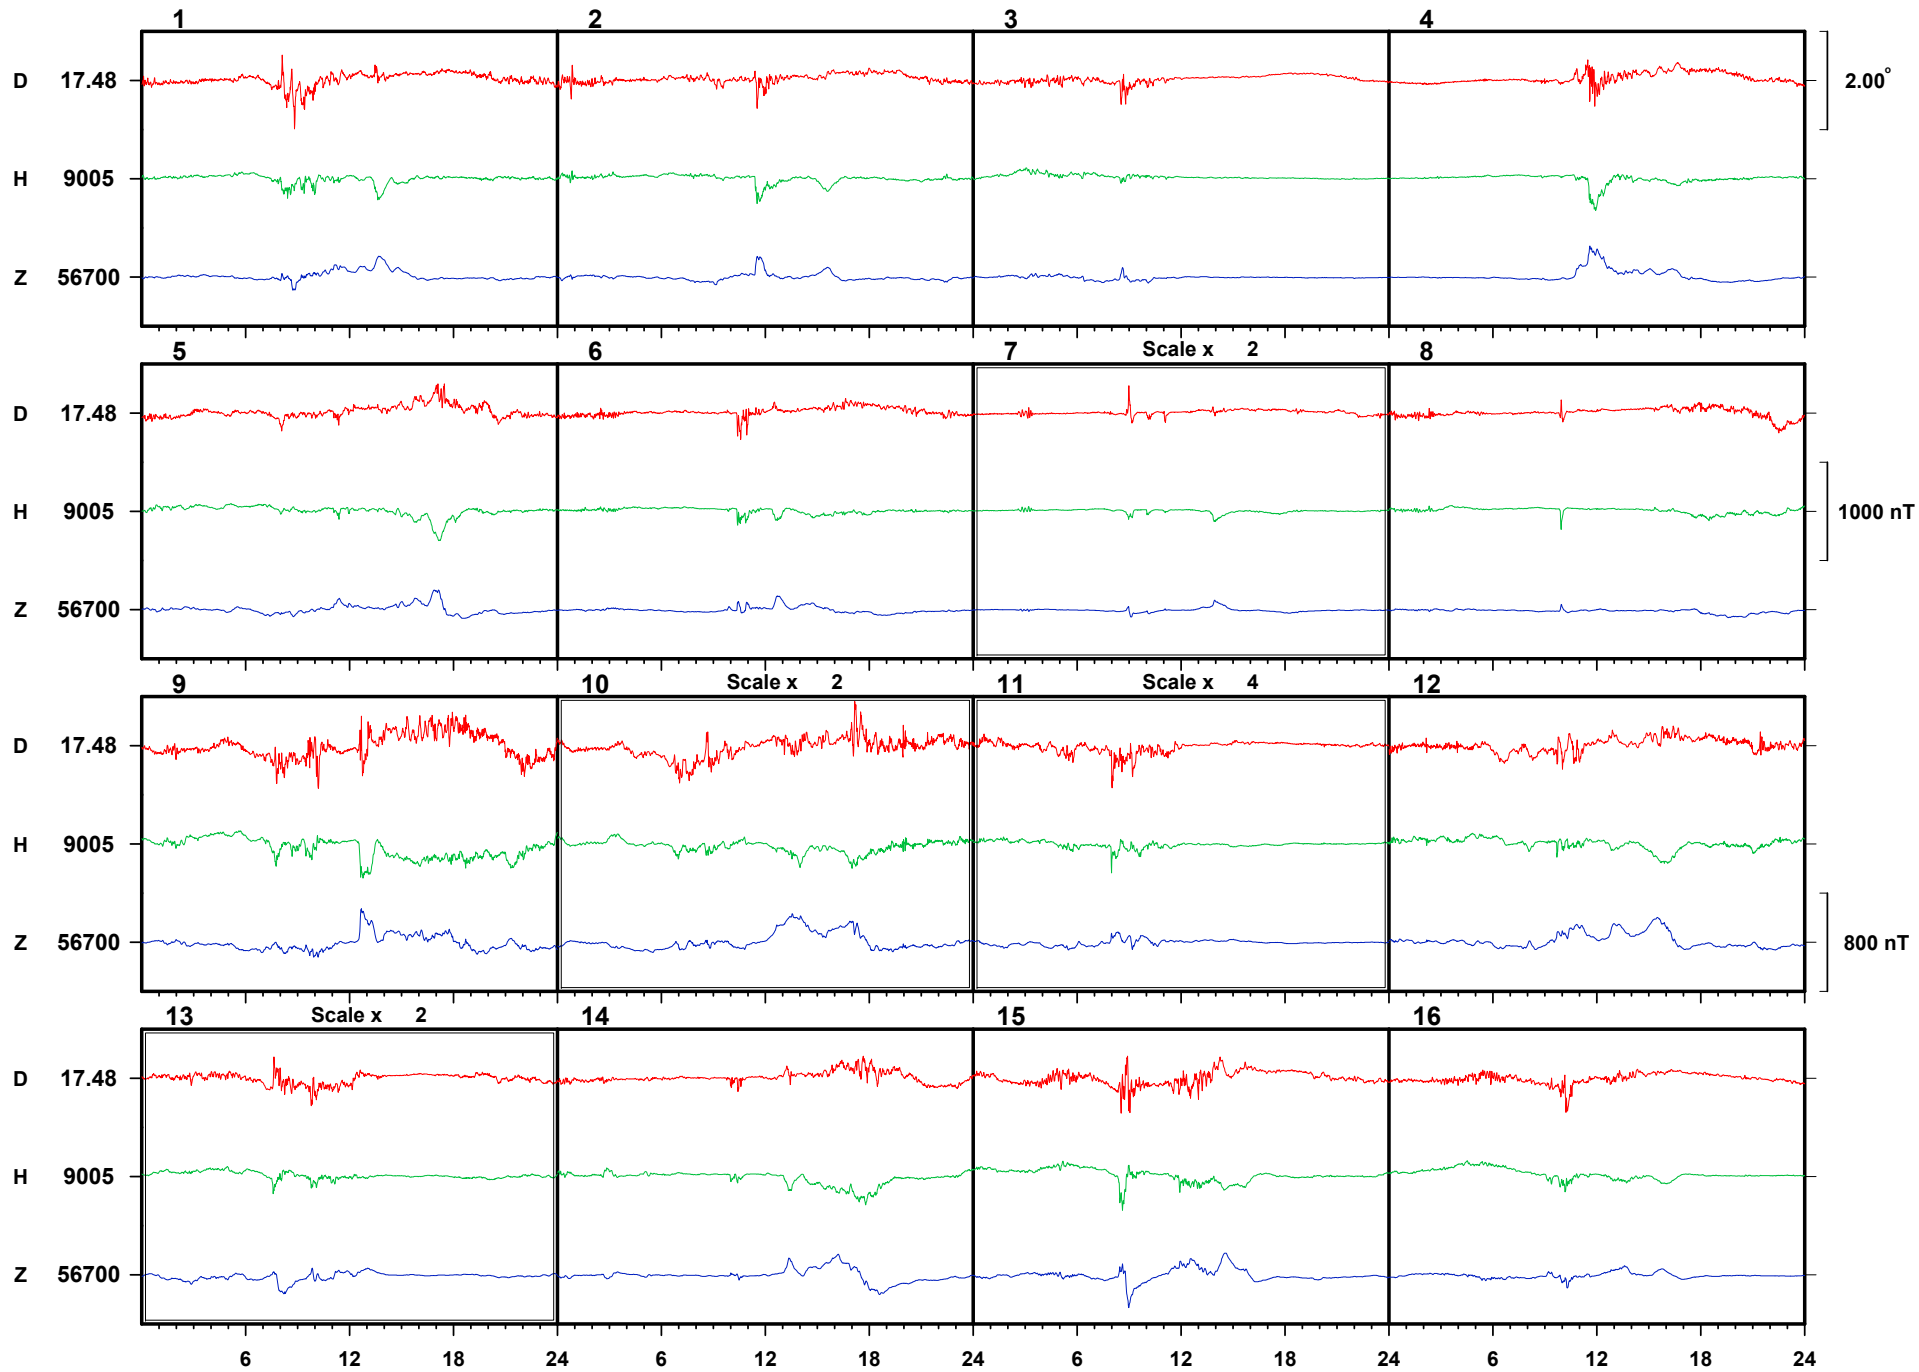 1 2 3 4
D 17.48 2.00°
H 9005
Z 56700
5 6 7 Scale x 2 8
D 17.48
H 9005 1000 nT
Z 56700
9 10 Scale x 2 11 Scale x 4 12
D 17.48
H 9005
Z 56700 800 nT
13 Scale x 2 14 15 16
D 17.48
H 9005
Z 56700
6 12 18 24 6 12 18 24 6 12 18 24 6 12 18 24